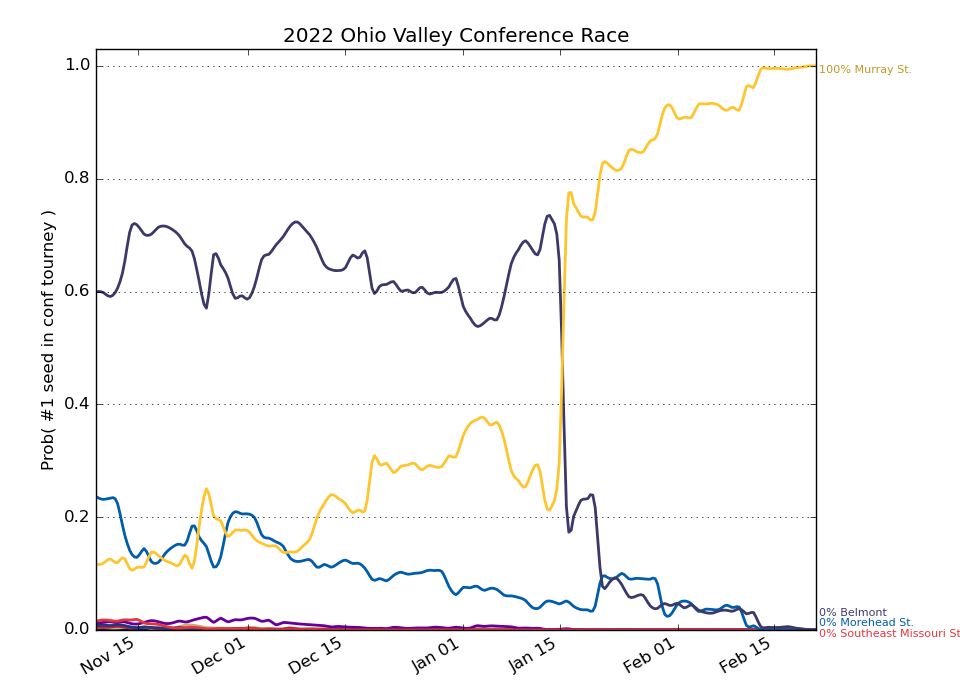 2022 Ohio Valley Conference Race
Prob( #1 seed in conf tourney )
1.0
0.8
0.6
0.4
0.2
0.0
Nov 15
Dec 01
Dec 15
Jan 01
Jan 15
Feb 01
Feb 15
100% Murray St.
0% Belmont
0% Morehead St.
0% Southeast Missouri St